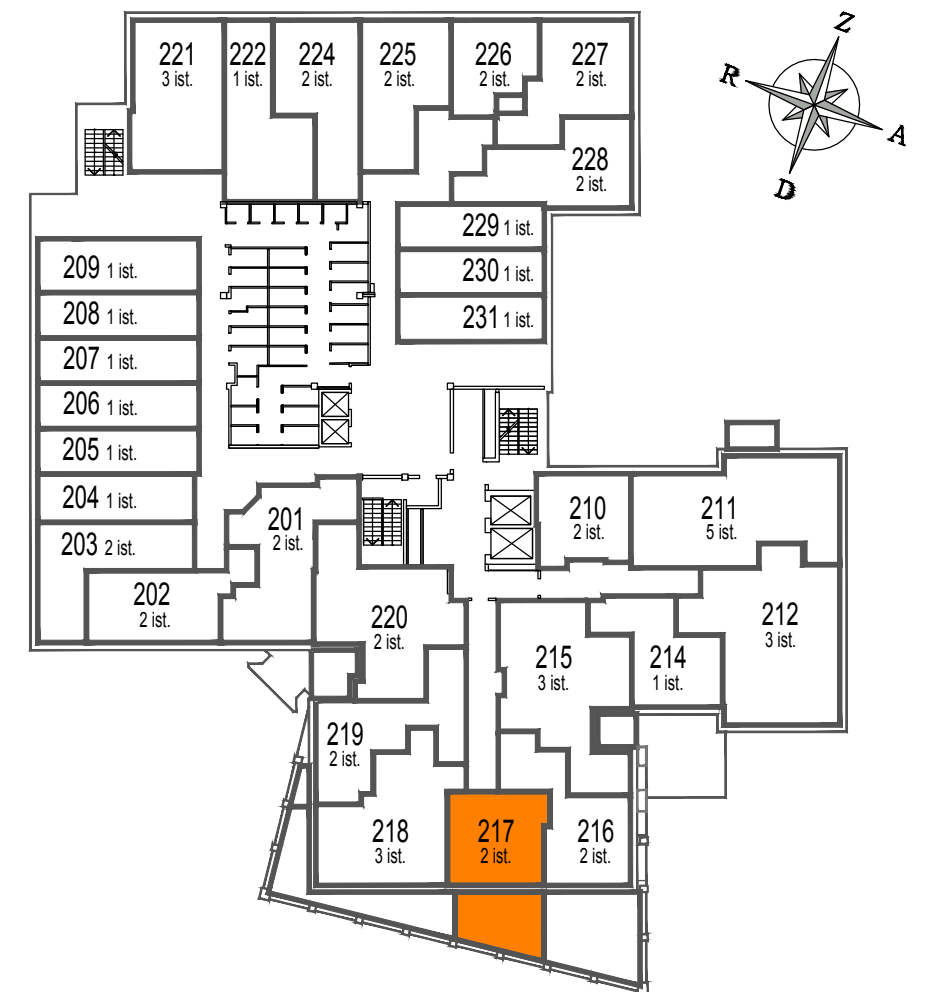 221
3 ist.
222
1 ist.
224
2 ist.
225
2 ist.
226
2 ist.
227
2 ist.
Z
R
A
D
228
2 ist.
229 1 ist.
230 1 ist.
231 1 ist.
209 1 ist.
208 1 ist.
207 1 ist.
206 1 ist.
205 1 ist.
204 1 ist.
203 2 ist.
201
2 ist.
202
2 ist.
210
2 ist.
211
5 ist.
212
3 ist.
220
2 ist.
215
3 ist.
214
1 ist.
219
2 ist.
218
3 ist.
217
2 ist.
216
2 ist.